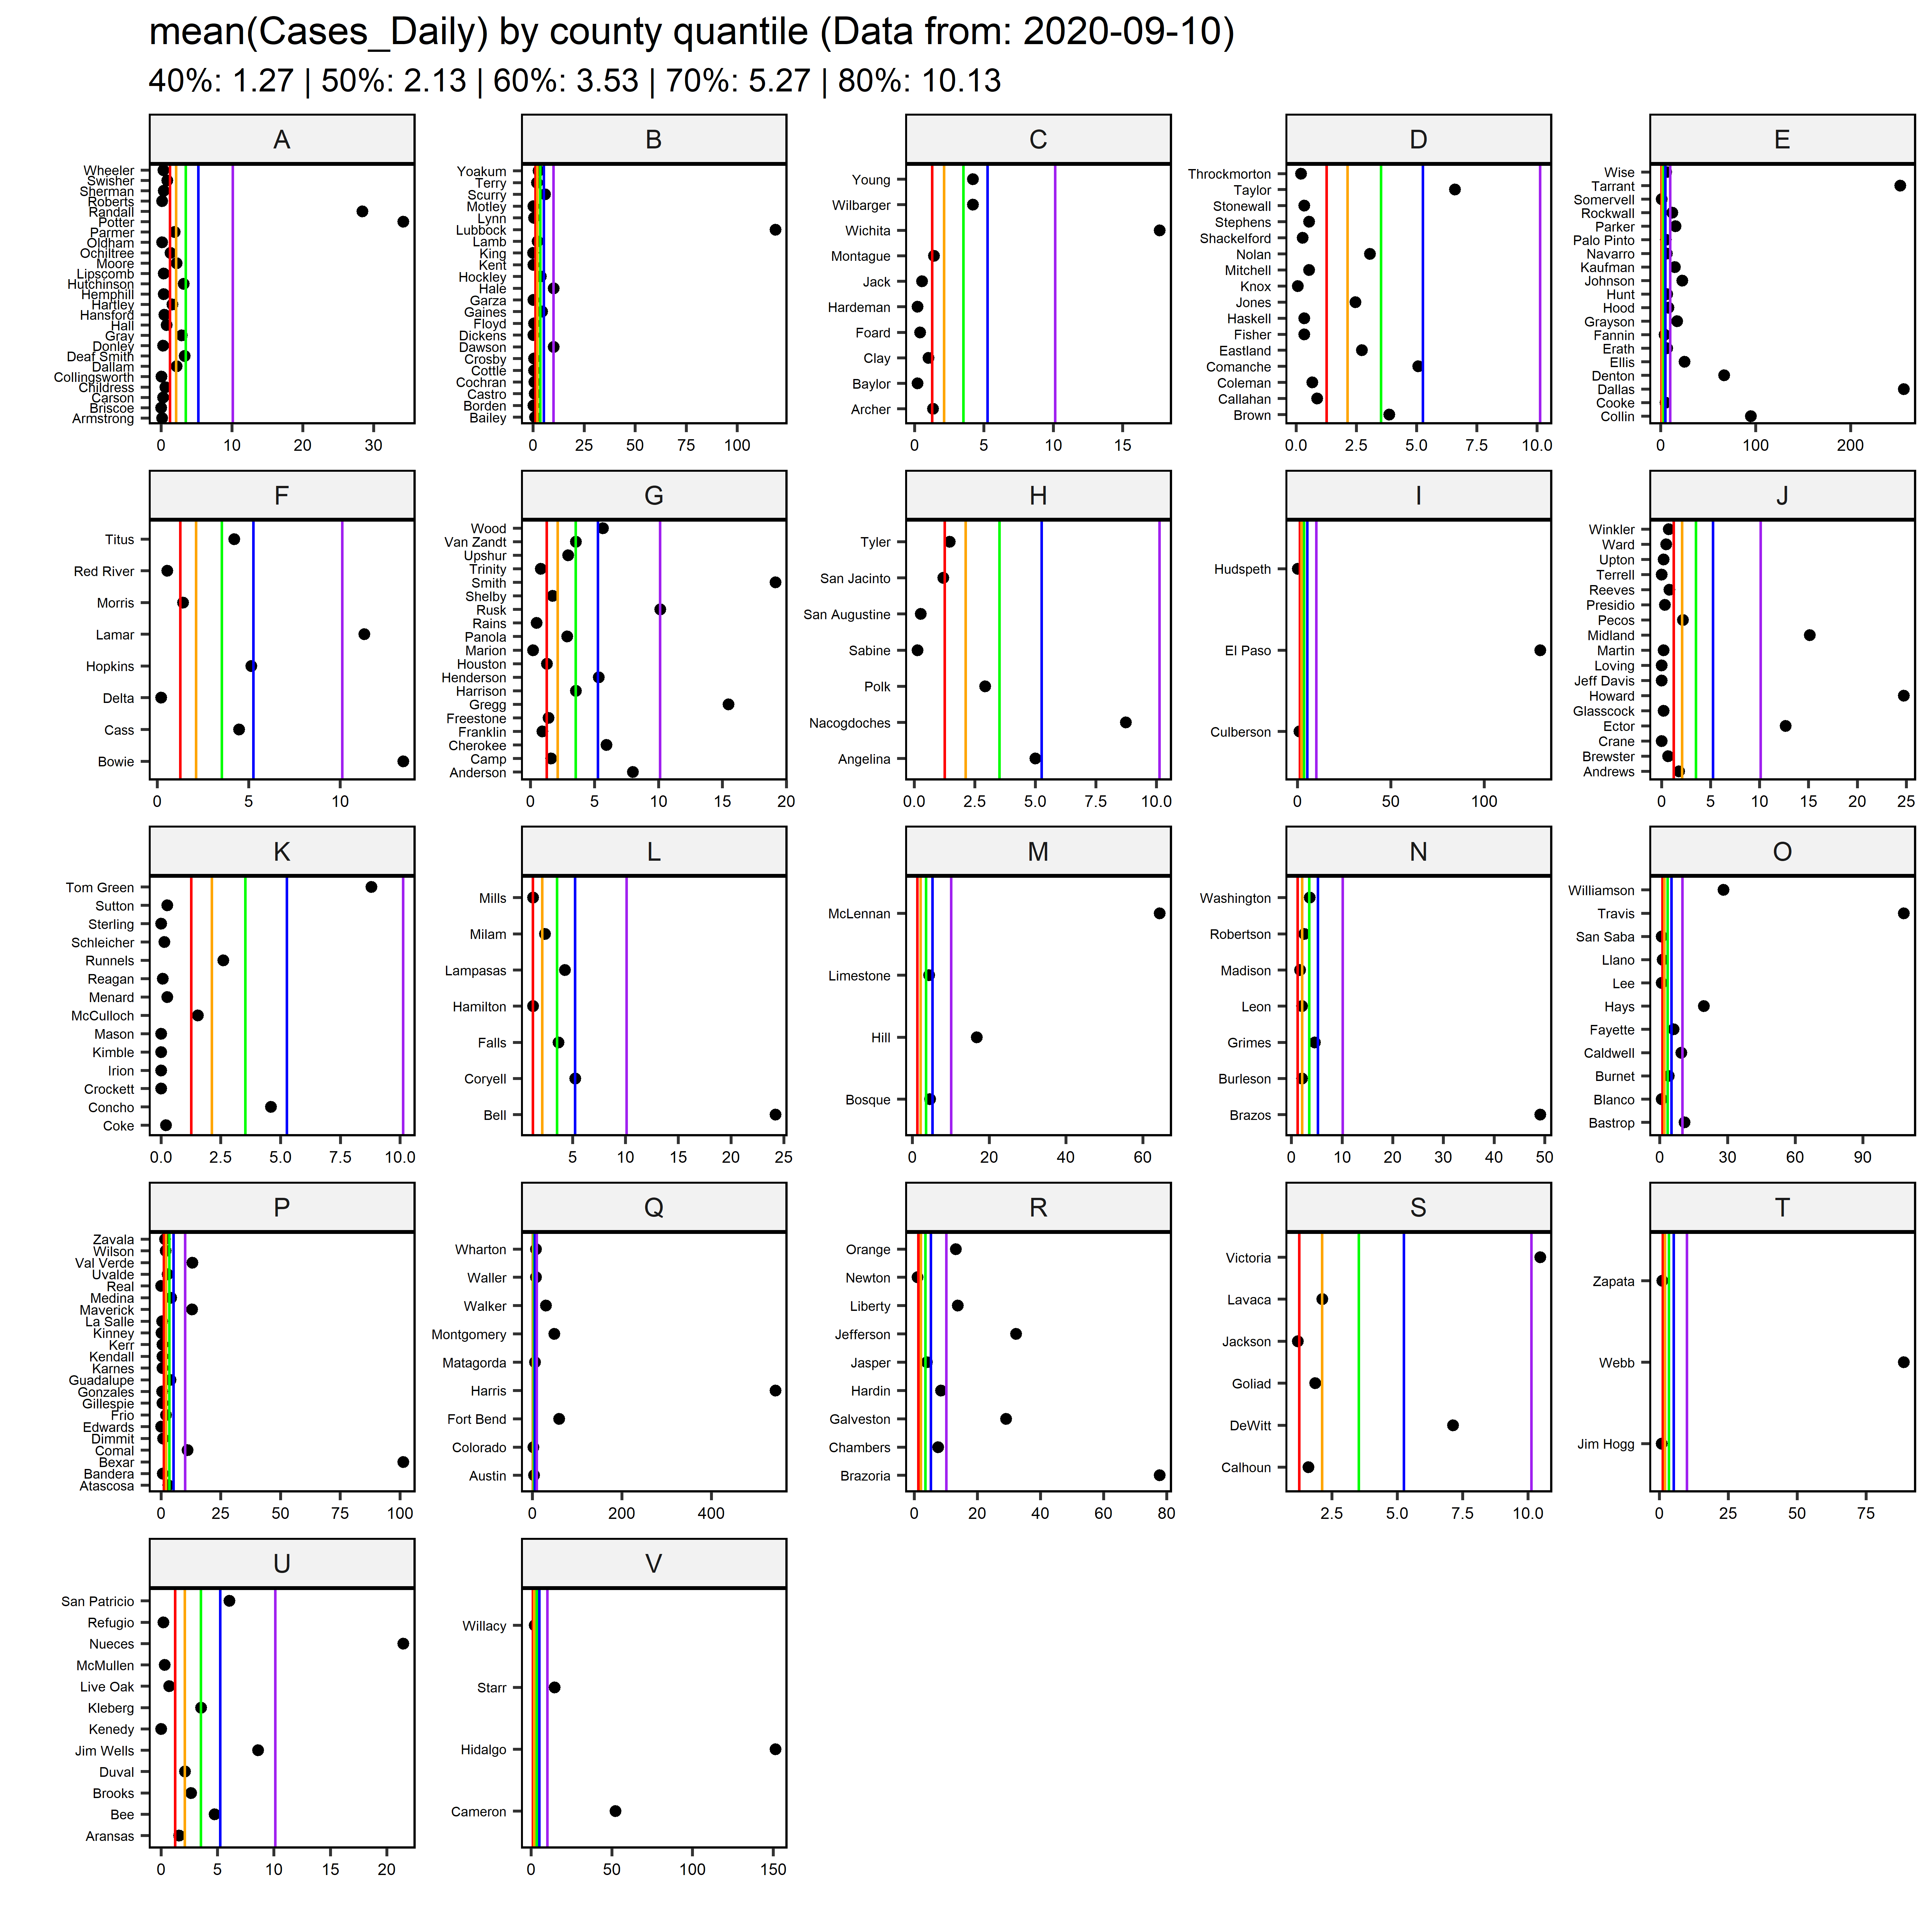 mean(Cases_Daily) by county quantile (Data from: 2020-09-10)
40%: 1.27 | 50%: 2.13 | 60%: 3.53 | 70%: 5.27 | 80%: 10.13
A
Wheeler
Swisher
Sherman
Roberts
Randall
Potter
Parmer
Oldham
Ochiltree
Moore
Lipscomb
Hutchinson
Hemphill
Hartley
Hansford
Hall
Gray
Donley
Deaf Smith
Dallam
Collingsworth
Childress
Carson
Briscoe
Armstrong
0 10 20 30
B
Yoakum
Terry
Scurry
Motley
Lynn
Lubbock
Lamb
King
Kent
Hockley
Hale
Garza
Gaines
Floyd
Dickens
Dawson
Crosby
Cottle
Cochran
Castro
Borden
Bailey
0 25 50 75 100
C
Young
Wilbarger
Wichita
Montague
Jack
Hardeman
Foard
Clay
Baylor
Archer
0 5 10 15
D
Throckmorton
Taylor
Stonewall
Stephens
Shackelford
Nolan
Mitchell
Knox
Jones
Haskell
Fisher
Eastland
Comanche
Coleman
Callahan
Brown
0.0 2.5 5.0 7.5 10.0
E
Wise
Tarrant
Somervell
Rockwall
Parker
Palo Pinto
Navarro
Kaufman
Johnson
Hunt
Hood
Grayson
Fannin
Erath
Ellis
Denton
Dallas
Cooke
Collin
0 100 200
F
Titus
Red River
Morris
Lamar
Hopkins
Delta
Cass
Bowie
0 5 10
G
Wood
Van Zandt
Upshur
Trinity
Smith
Shelby
Rusk
Rains
Panola
Marion
Houston
Henderson
Harrison
Gregg
Freestone
Franklin
Cherokee
Camp
Anderson
0 5 10 15 20
H
Tyler
San Jacinto
San Augustine
Sabine
Polk
Nacogdoches
Angelina
0.0 2.5 5.0 7.5 10.0
I
Hudspeth
El Paso
Culberson
0 50 100
J
Winkler
Ward
Upton
Terrell
Reeves
Presidio
Pecos
Midland
Martin
Loving
Jeff Davis
Howard
Glasscock
Ector
Crane
Brewster
Andrews
0 5 10 15 20 25
K
Tom Green
Sutton
Sterling
Schleicher
Runnels
Reagan
Menard
McCulloch
Mason
Kimble
Irion
Crockett
Concho
Coke
0.0 2.5 5.0 7.5 10.0
L
Mills
Milam
Lampasas
Hamilton
Falls
Coryell
Bell
5 10 15 20 25
M
McLennan
Limestone
Hill
Bosque
0 20 40 60
N
Washington
Robertson
Madison
Leon
Grimes
Burleson
Brazos
0 10 20 30 40 50
O
Williamson
Travis
San Saba
Llano
Lee
Hays
Fayette
Caldwell
Burnet
Blanco
Bastrop
0 30 60 90
P
Zavala
Wilson
Val Verde
Uvalde
Real
Medina
Maverick
La Salle
Kinney
Kerr
Kendall
Karnes
Guadalupe
Gonzales
Gillespie
Frio
Edwards
Dimmit
Comal
Bexar
Bandera
Atascosa
0 25 50 75 100
Q
Wharton
Waller
Walker
Montgomery
Matagorda
Harris
Fort Bend
Colorado
Austin
0 200 400
R
Orange
Newton
Liberty
Jefferson
Jasper
Hardin
Galveston
Chambers
Brazoria
0 20 40 60 80
S
Victoria
Lavaca
Jackson
Goliad
DeWitt
Calhoun
2.5 5.0 7.5 10.0
T
Zapata
Webb
Jim Hogg
0 25 50 75
U
San Patricio
Refugio
Nueces
McMullen
Live Oak
Kleberg
Kenedy
Jim Wells
Duval
Brooks
Bee
Aransas
0 5 10 15 20
V
Willacy
Starr
Hidalgo
Cameron
0 50 100 150